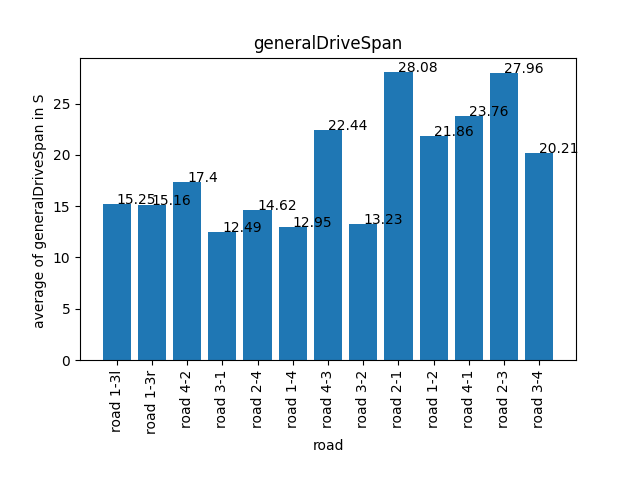 generalDriveSpan
average of generalDriveSpan in S
25
20
15
10
5
0
15.25
15.16
17.4
12.49
14.62
12.95
22.44
13.23
28.08
21.86
23.76
27.96
20.21
road 1-3l
road 1-3r
road 4-2
road 3-1
road 2-4
road 1-4
road 4-3
road 3-2
road 2-1
road 1-2
road 4-1
road 2-3
road 3-4
road